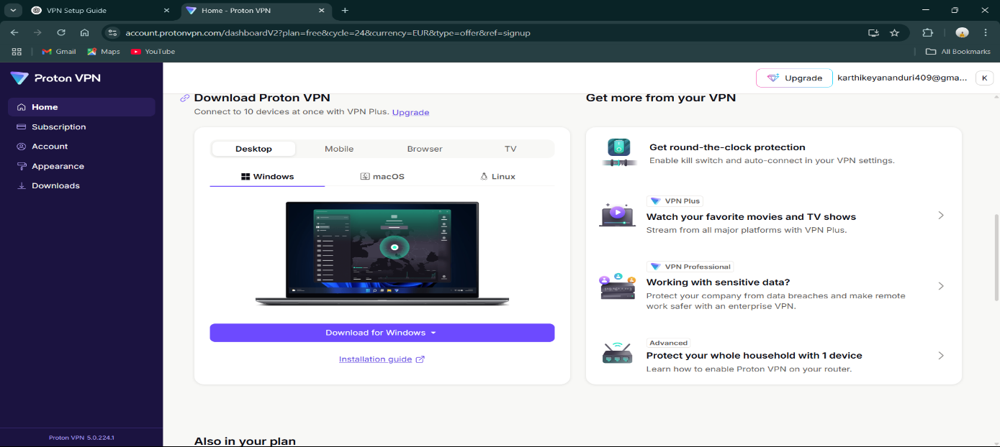 VPN Setup Guide
Home - Proton VPN
account.protonvpn.com/dashboardV2?plan=free&cycle=24&currency=EUR&type=offer&ref=signup
Gmail
Maps
YouTube
All Bookmarks
Proton VPN
Upgrade
karthikeyananduri409@gma...
K
Home
Subscription
Account
Appearance
Downloads
Proton VPN 5.0.224.1
Download Proton VPN
Connect to 10 devices at once with VPN Plus. Upgrade
Desktop
Mobile
Browser
TV
Windows
macOS
Linux
Download for Windows
Installation guide
Get more from your VPN
Get round-the-clock protection
Enable kill switch and auto-connect in your VPN settings.
VPN Plus
Watch your favorite movies and TV shows
Stream from all major platforms with VPN Plus.
VPN Professional
Working with sensitive data?
Protect your company from data breaches and make remote
work safer with an enterprise VPN.
Advanced
Protect your whole household with 1 device
Learn how to enable Proton VPN on your router.
Also in your plan